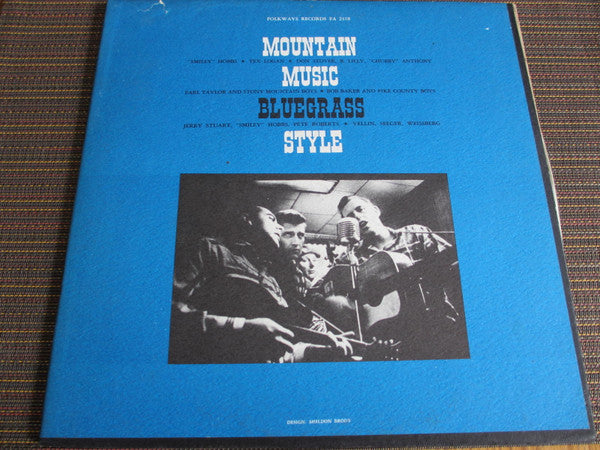 FOLKWAYS RECORDS FA 2318
MOUNTAIN
"SMILEY" HOBBS ★ TEX LOGAN ★ DON STOVER, B. LILLY, "CHUBBY" ANTHONY
MUSIC
EARL TAYLOR AND STONY MOUNTAIN BOYS ★ BOB BAKER AND PIKE COUNTY BOYS
BLUEGRASS
JERRY STUART, "SMILEY" HOBBS, PETE ROBERTS ★ YELLIN, SEEGER, WEISSBERG
STYLE
DESIGN: SHELDON BRODY